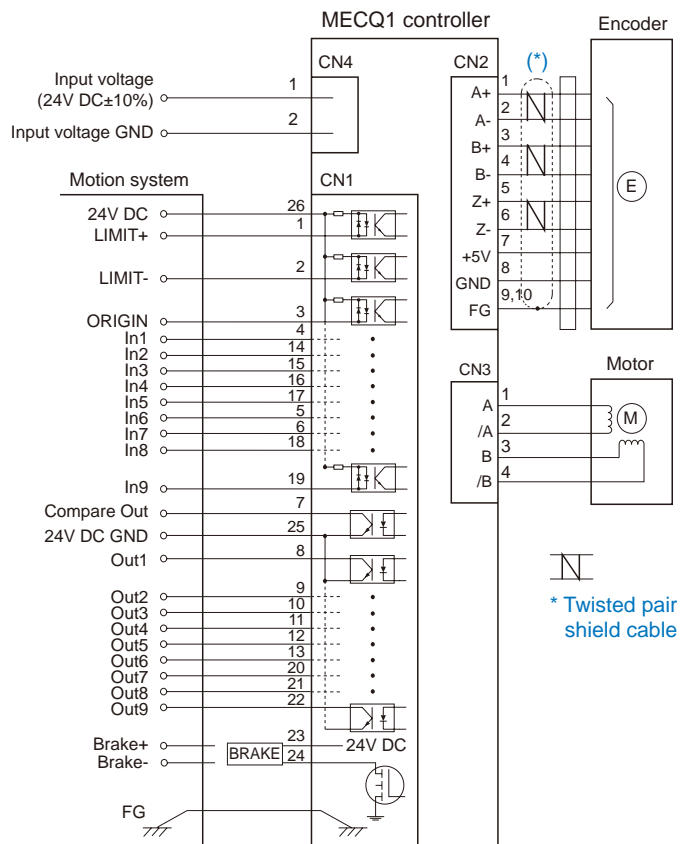 MECQ1 controller
Encoder
CN4
CN2
(*)
Input voltage
(24V DC±10%)
1
Input voltage GND
2
1
A+
2
A-
3
B+
4
B-
5
Z+
6
Z-
7
+5V
8
GND
9,10
FG
E
Motion system
CN1
24V DC
26
LIMIT+
1
LIMIT-
2
ORIGIN
3
In1
4
In2
14
In3
15
In4
16
In5
17
In6
5
In7
6
In8
18
In9
19
Compare Out
7
24V DC GND
25
Out1
8
Out2
9
Out3
10
Out4
11
Out5
12
Out6
13
Out7
20
Out8
21
Out9
22
Brake+
23
24V DC
Brake-
BRAKE
24
FG
CN3
Motor
A
1
/A
2
B
3
/B
4
M
* Twisted pair
shield cable